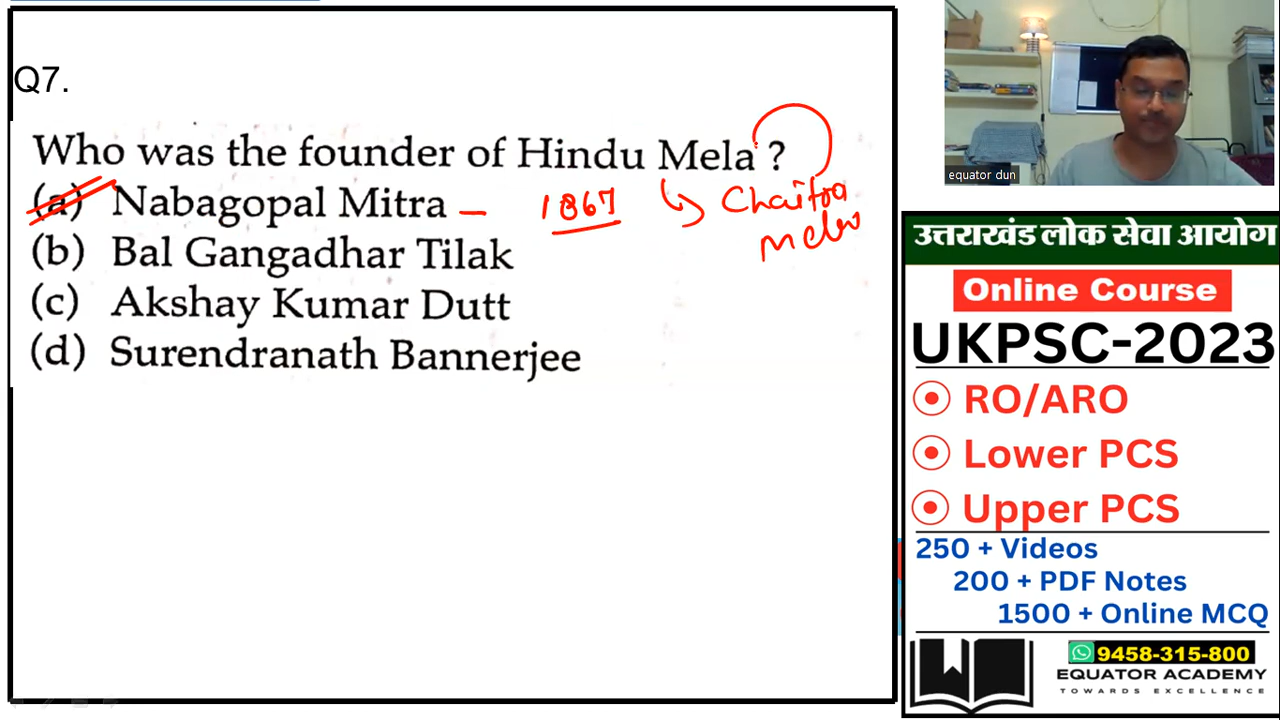 Q7.
Who was the founder of Hindu Mela ?
(a) Nabagopal Mitra – 1867
Chaitra
Mela
(b) Bal Gangadhar Tilak
(c) Akshay Kumar Dutt
(d) Surendranath Bannerjee
equator dun
उत्तराखंड लोक सेवा आयोग
Online Course
UKPSC-2023
RO/ARO
Lower PCS
Upper PCS
250 + Videos
200 + PDF Notes
1500 + Online MCQ
9458-315-800
EQUATOR ACADEMY
TOWARDS EXCELLENCE